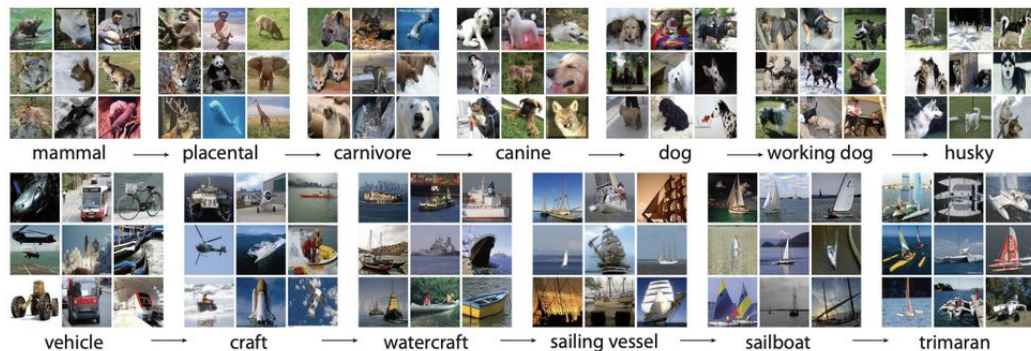 mammal → placental → carnivore → canine → dog → working dog → husky
vehicle → craft → watercraft → sailing vessel → sailboat → trimaran